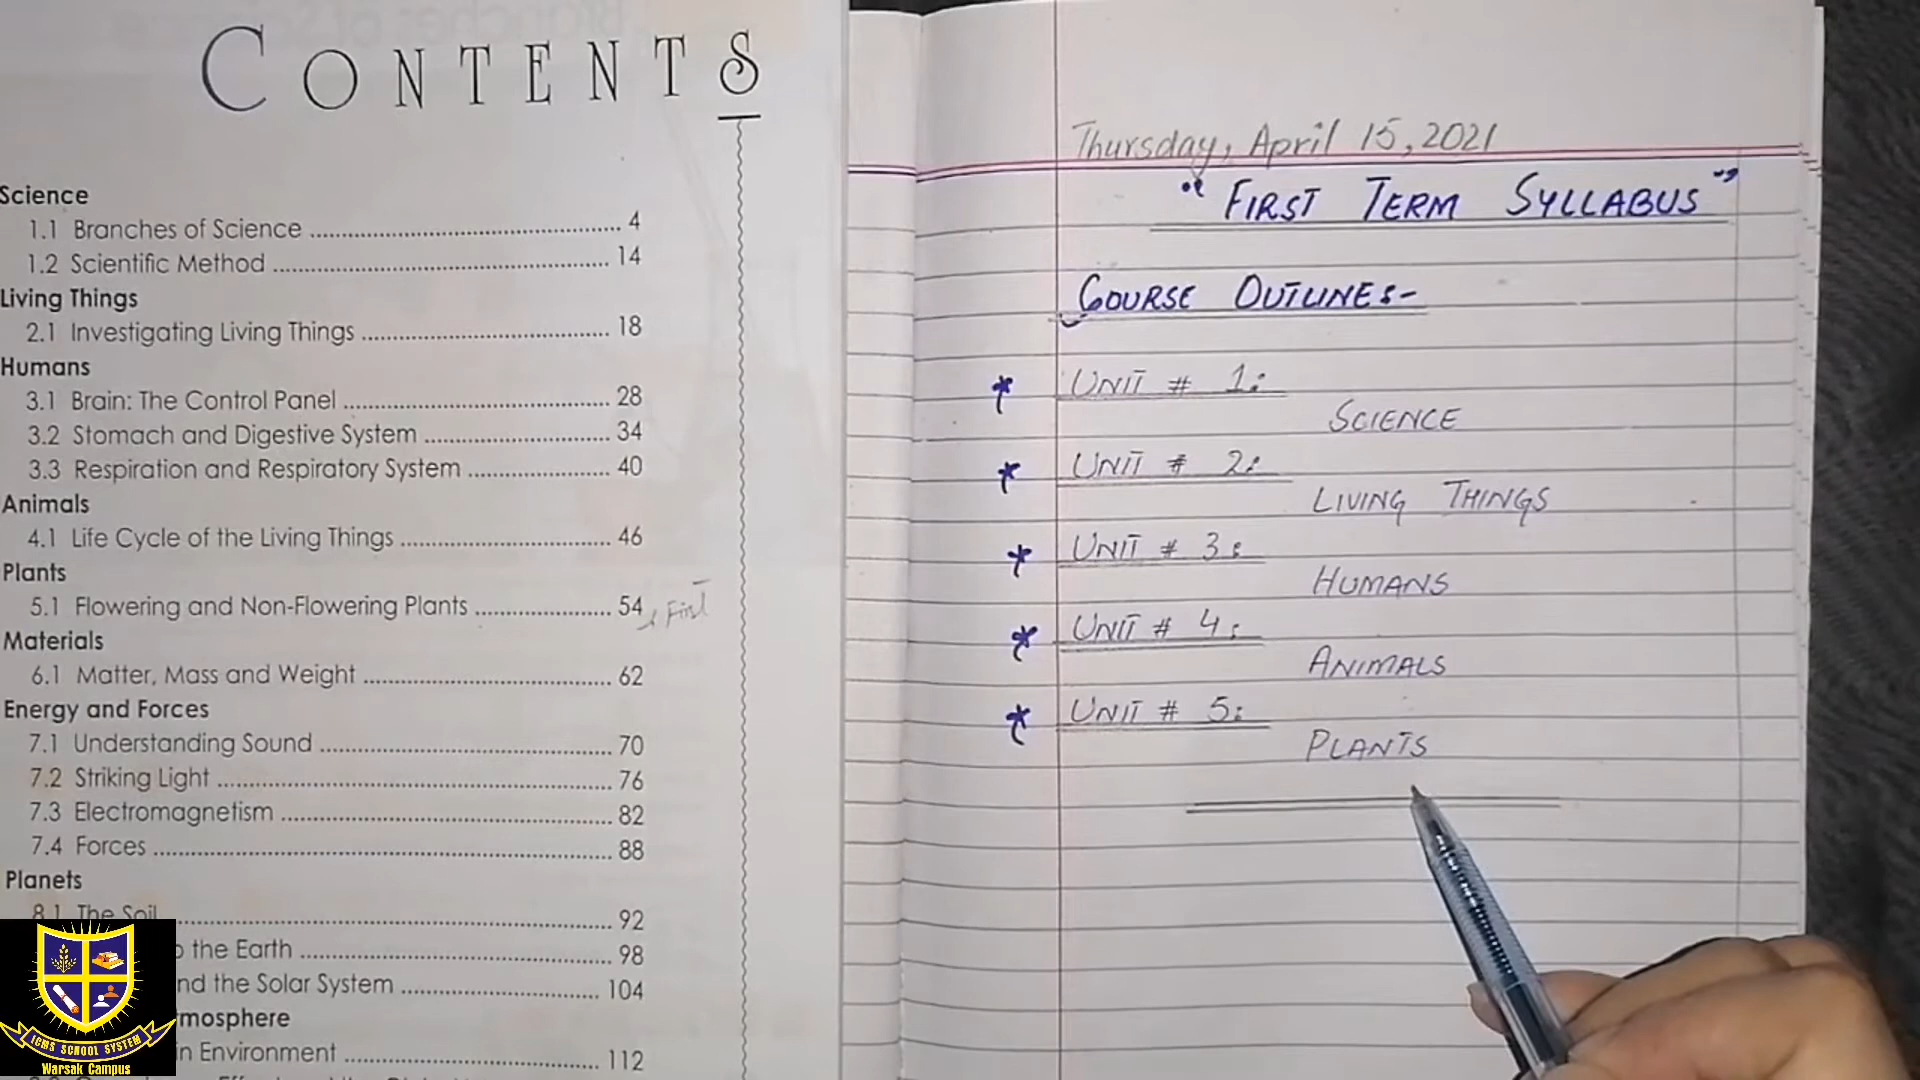 CONTENTS
Science
1.1 Branches of Science 4
1.2 Scientific Method 14
Living Things
2.1 Investigating Living Things 18
Humans
3.1 Brain: The Control Panel 28
3.2 Stomach and Digestive System 34
3.3 Respiration and Respiratory System 40
Animals
4.1 Life Cycle of the Living Things 46
Plants
5.1 Flowering and Non-Flowering Plants 54
Materials
6.1 Matter, Mass and Weight 62
Energy and Forces
7.1 Understanding Sound 70
7.2 Striking Light 76
7.3 Electromagnetism 82
7.4 Forces 88
Planets
8.1 The Soil 92
the Earth 98
the Solar System 104
in Environment 112
Thursday, April 15, 2021
"FIRST TERM SYLLABUS"
COURSE OUTLINE:-
* UNIT # 1:
SCIENCE
* UNIT # 2:
LIVING THINGS
* UNIT # 3:
HUMANS
* UNIT # 4:
ANIMALS
* UNIT # 5:
PLANTS
ICMS SCHOOL SYSTEM
Warsak Campus